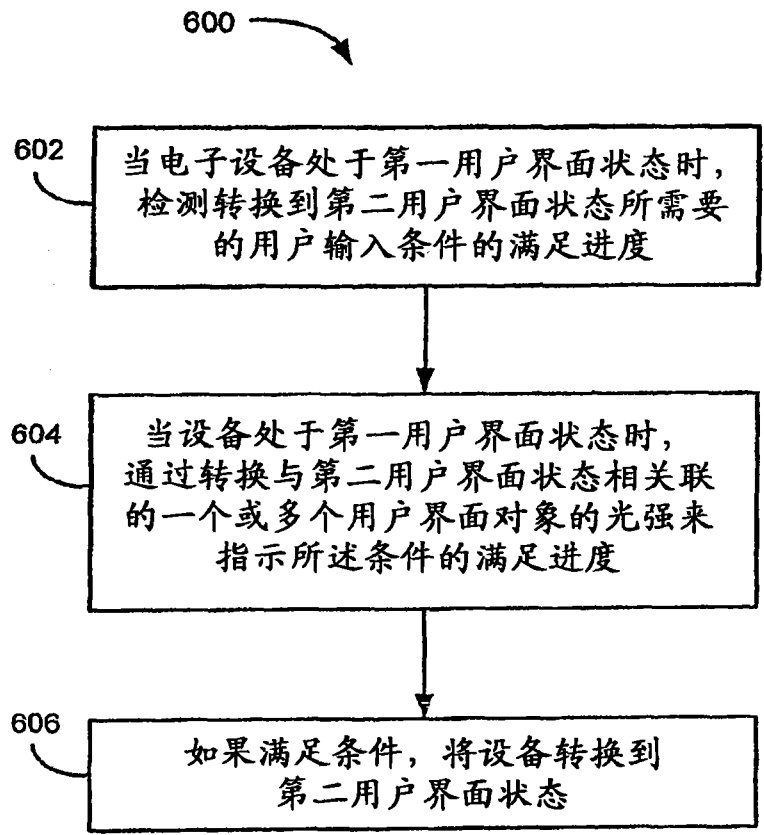 600
602
当电子设备处于第一用户界面状态时，
检测转换到第二用户界面状态所需要
的用户输入条件的满足进度
604
当设备处于第一用户界面状态时，
通过转换与第二用户界面状态相关联
的一个或多个用户界面对象的光强来
指示所述条件的满足进度
606
如果满足条件，将设备转换到
第二用户界面状态